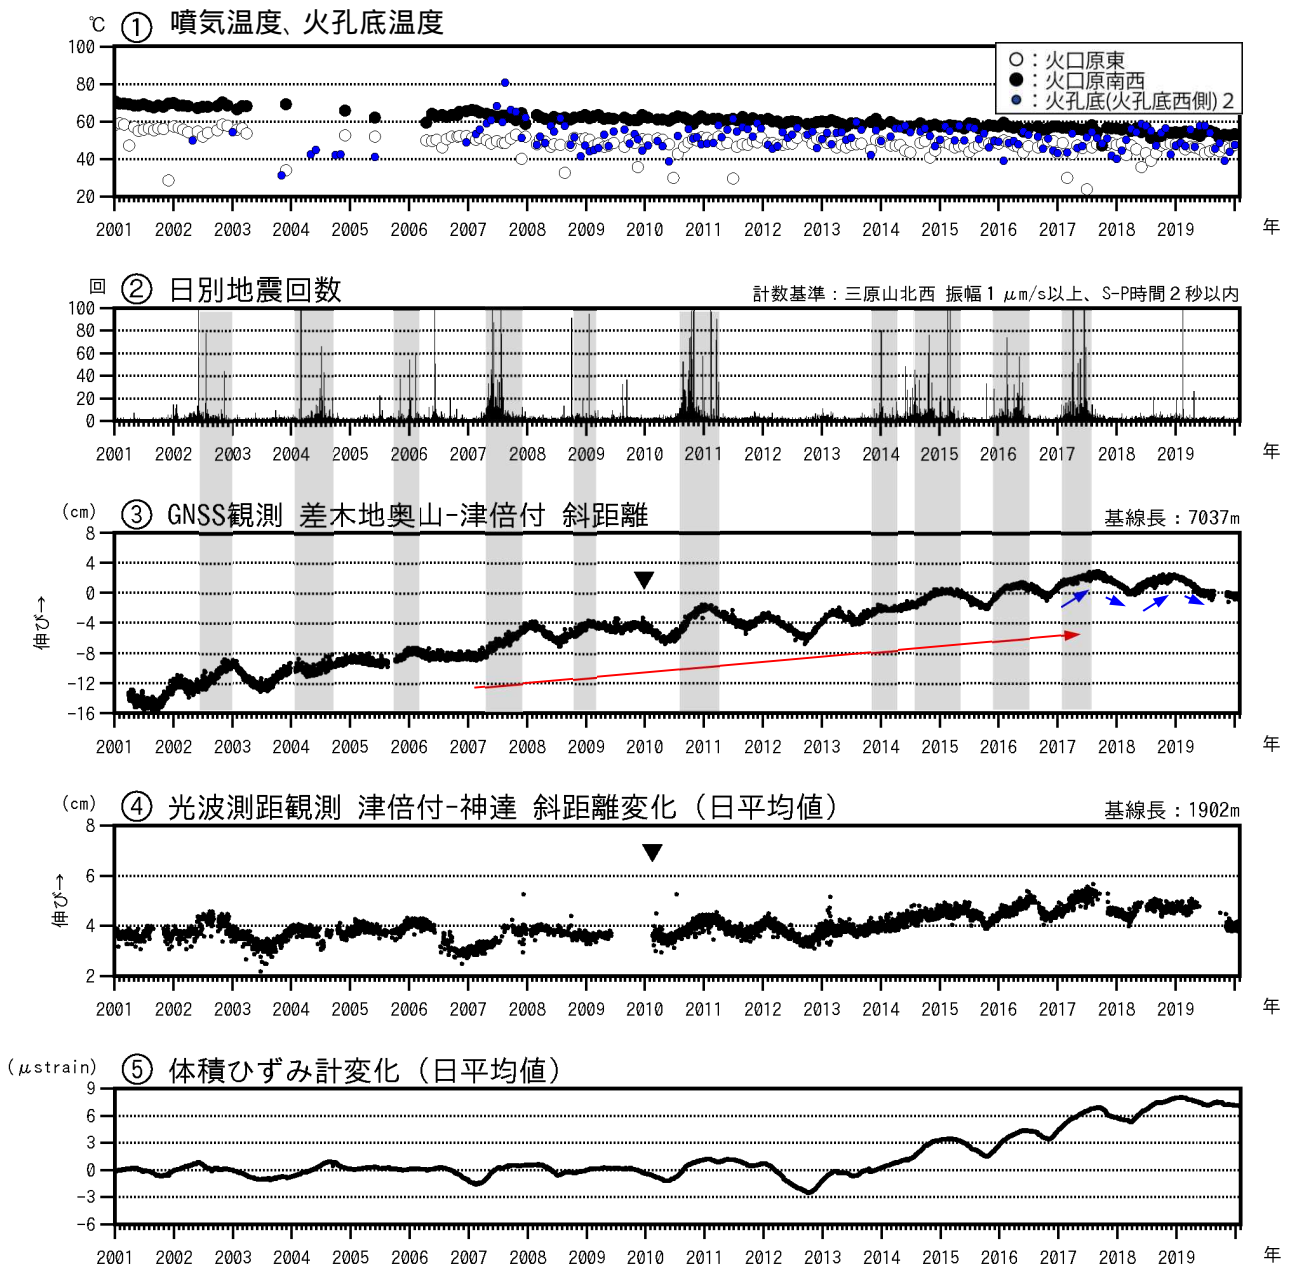 ℃ ① 噴気温度、火孔底温度
○：火口原東
●：火口原南西
●：火孔底(火孔底西側)２
100
80
60
40
20
2001 2002 2003 2004 2005 2006 2007 2008 2009 2010 2011 2012 2013 2014 2015 2016 2017 2018 2019 年
回 ② 日別地震回数
計数基準：三原山北西 振幅１μm/s以上、S-P時間２秒以内
100
80
60
40
20
0
2001 2002 2003 2004 2005 2006 2007 2008 2009 2010 2011 2012 2013 2014 2015 2016 2017 2018 2019 年
(cm) ③ GNSS観測 差木地奥山-津倍付 斜距離
基線長：7037m
伸び→
8
4
0
-4
-8
-12
-16
2001 2002 2003 2004 2005 2006 2007 2008 2009 2010 2011 2012 2013 2014 2015 2016 2017 2018 2019 年
(cm) ④ 光波測距観測 津倍付-神達 斜距離変化（日平均値）
基線長：1902m
伸び→
8
6
4
2
2001 2002 2003 2004 2005 2006 2007 2008 2009 2010 2011 2012 2013 2014 2015 2016 2017 2018 2019 年
(μstrain) ⑤ 体積ひずみ計変化（日平均値）
9
6
3
0
-3
-6
2001 2002 2003 2004 2005 2006 2007 2008 2009 2010 2011 2012 2013 2014 2015 2016 2017 2018 2019 年